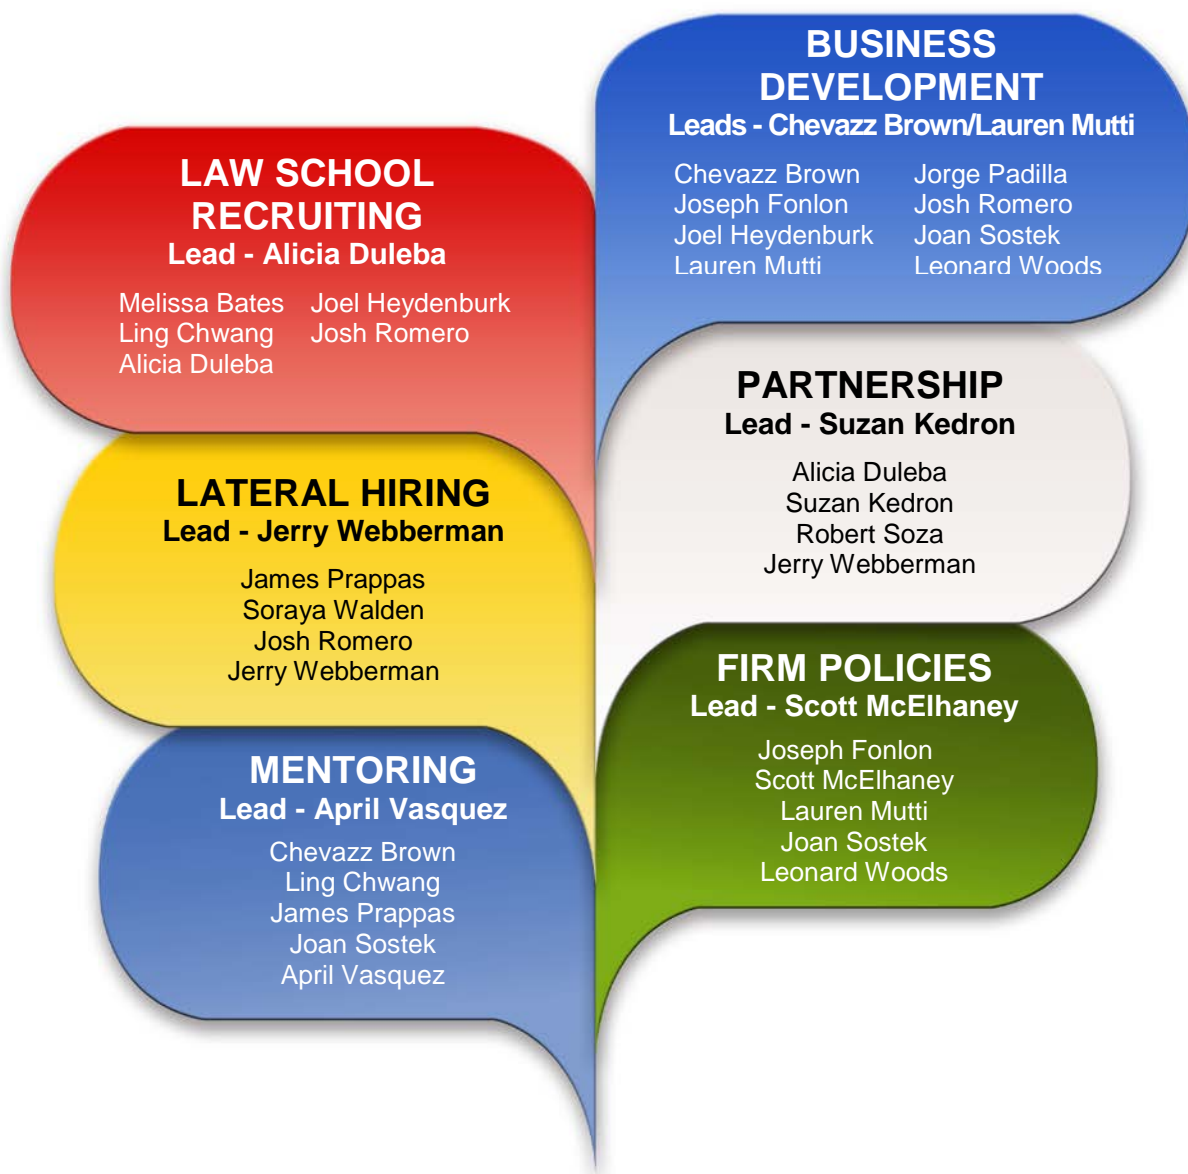 BUSINESS
DEVELOPMENT
Leads - Chevazz Brown/Lauren Mutti
Chevazz Brown
Joseph Fonlon
Joel Heydenburk
Lauren Mutti
Jorge Padilla
Josh Romero
Joan Sostek
Leonard Woods
LAW SCHOOL
RECRUITING
Lead - Alicia Duleba
Melissa Bates
Ling Chwang
Alicia Duleba
Joel Heydenburk
Josh Romero
PARTNERSHIP
Lead - Suzan Kedron
Alicia Duleba
Suzan Kedron
Robert Soza
Jerry Webberman
LATERAL HIRING
Lead - Jerry Webberman
James Prappas
Soraya Walden
Josh Romero
Jerry Webberman
FIRM POLICIES
Lead - Scott McElhaney
Joseph Fonlon
Scott McElhaney
Lauren Mutti
Joan Sostek
Leonard Woods
MENTORING
Lead - April Vasquez
Chevazz Brown
Ling Chwang
James Prappas
Joan Sostek
April Vasquez